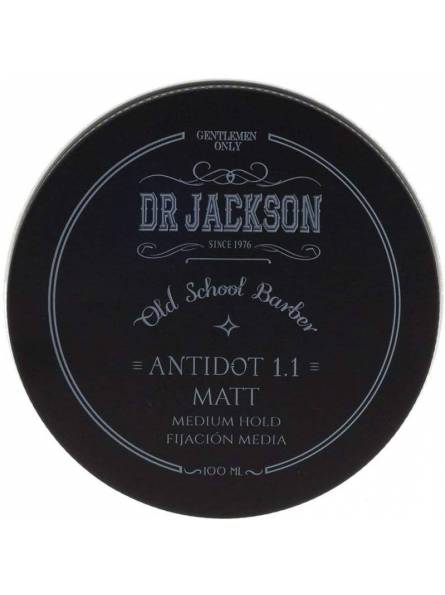 GENTLEMEN
ONLY
DR JACKSON
SINCE 1976
Old School Barber
ANTIDOT 1.1
MATT
MEDIUM HOLD
FIJACIÓN MEDIA
100 ML